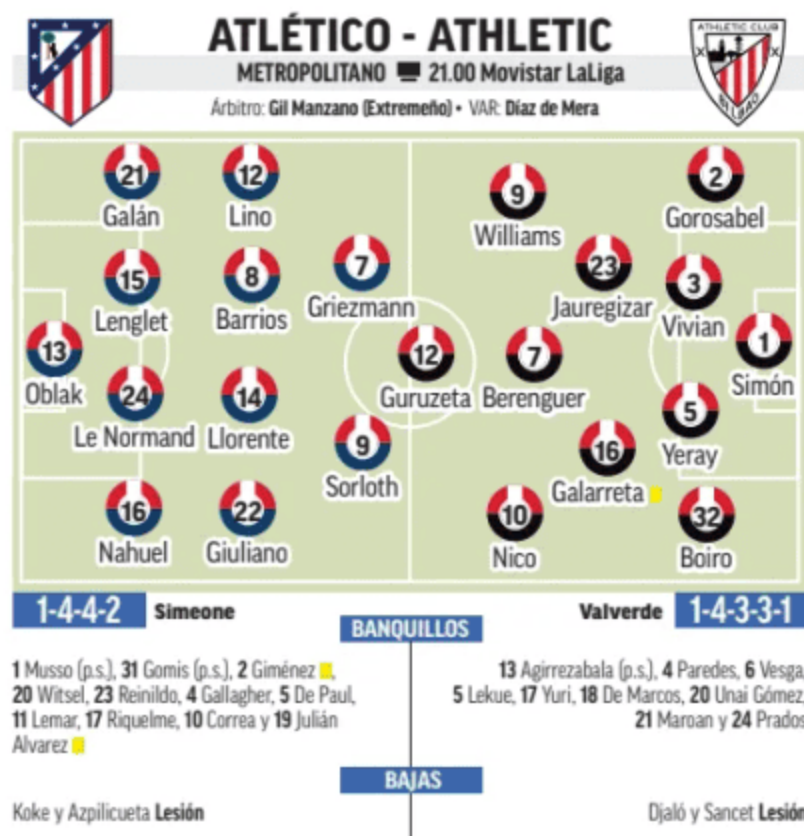 ATLÉTICO - ATHLETIC
ATHLETIC CLUB
BILBAO
METROPOLITANO 21.00 Movistar LaLiga
Árbitro: Gil Manzano (Extremeño) • VAR: Díaz de Mera
21
Galán
12
Lino
15
Lenglet
8
Barrios
7
Griezmann
13
Oblak
24
Le Normand
14
Llorente
9
Sorloth
16
Nahuel
22
Giuliano
9
Williams
2
Gorosabel
23
Jauregizar
3
Vivian
12
Guruzeta
7
Berenguer
1
Simón
5
Yeray
16
Galarreta
10
Nico
32
Boiro
1-4-4-2 Simeone
Valverde 1-4-3-3-1
BANQUILLOS
1 Musso (p.s.), 31 Gomis (p.s.), 2 Giménez ,
20 Witsel, 23 Reinildo, 4 Gallagher, 5 De Paul,
11 Lemar, 17 Riquelme, 10 Correa y 19 Julián
Alvarez
13 Agirrezabala (p.s.), 4 Paredes, 6 Vesga,
5 Lekue, 17 Yuri, 18 De Marcos, 20 Unai Gómez,
21 Maroan y 24 Prados
BAJAS
Koke y Azpilicueta Lesión
Djaló y Sancet Lesión